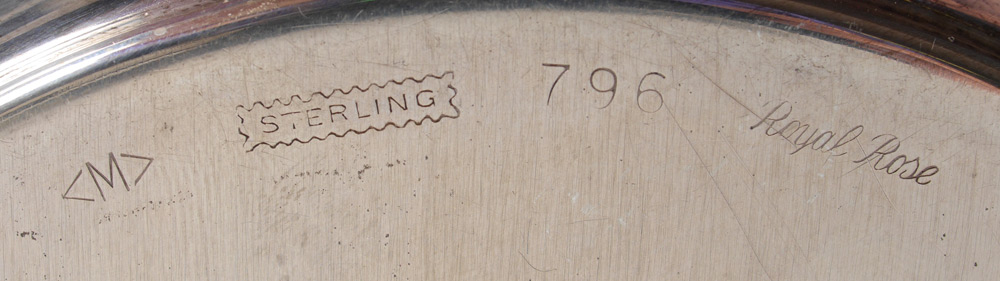 <M> STERLING 796 Royal Rose